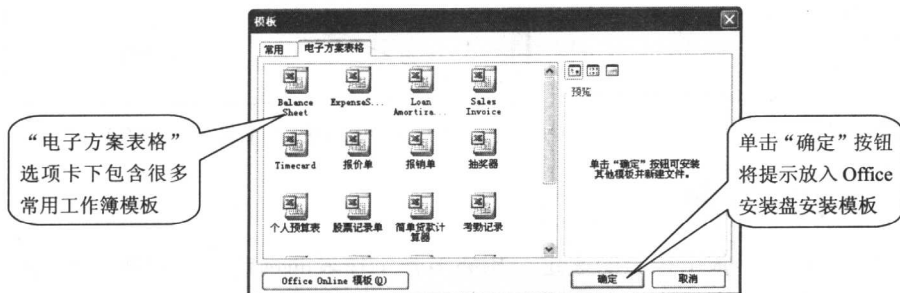 模板
常用 电子方案表格
Balance Sheet
ExpenseS...
Loan Amortiza...
Sales Invoice
预览
Timecard
报价单
报销单
抽奖器
单击“确定”按钮可安装
其他模板并新建文件。
个人预算表
股票记录单
简单贷款计算器
考勤记录
Office Online 模板(Q)
确定
取消
“电子方案表格”
选项卡下包含很多
常用工作簿模板
单击“确定”按钮
将提示放入 Office
安装盘安装模板